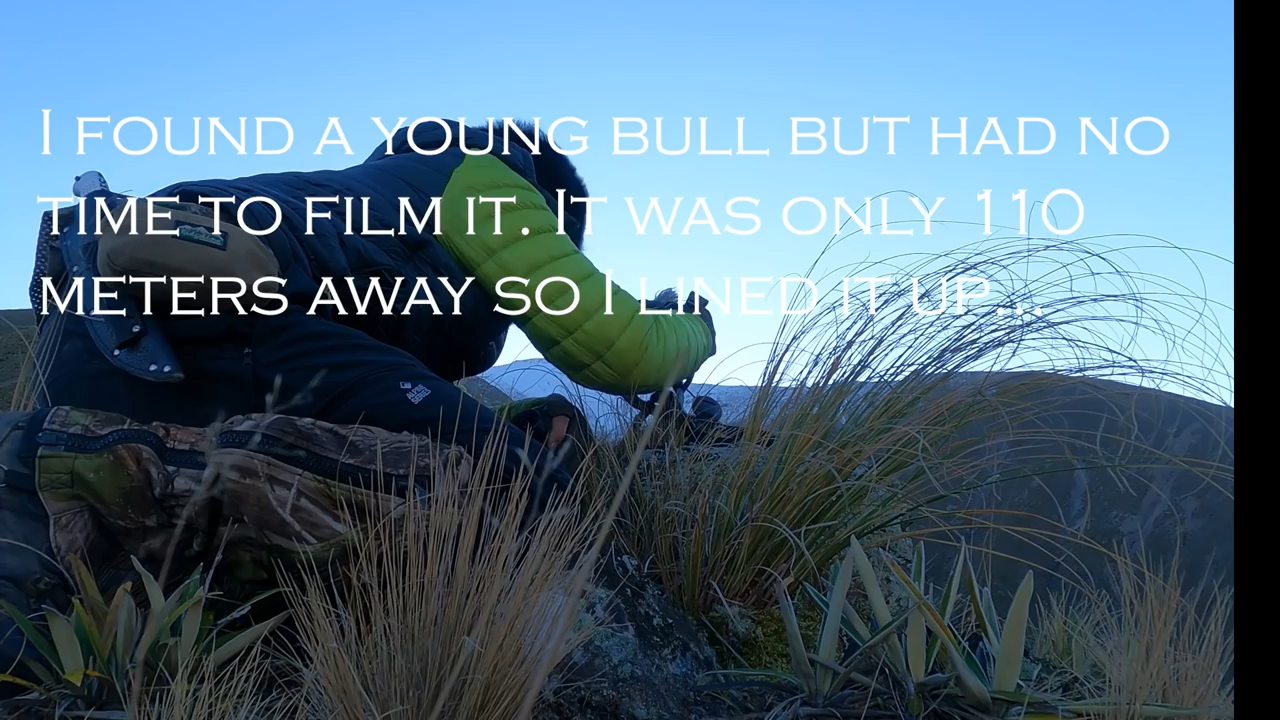 I FOUND A YOUNG BULL BUT HAD NO
TIME TO FILM IT. IT WAS ONLY 110
METERS AWAY SO I LINED IT UP...